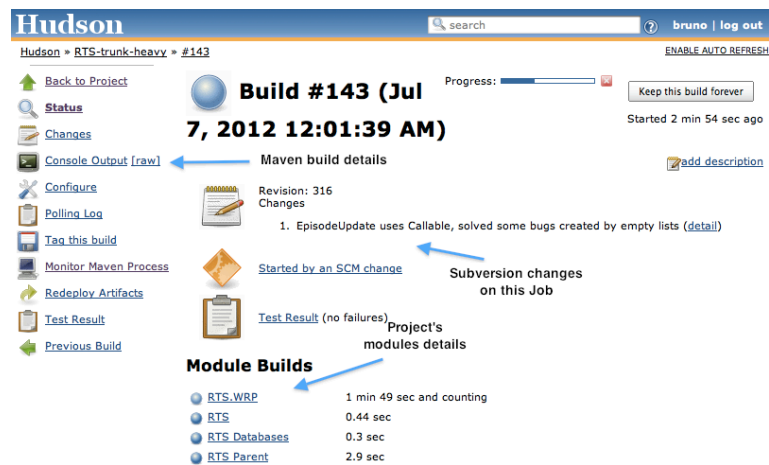 Hudson
search
bruno | log out
Hudson » RTS-trunk-heavy » #143
ENABLE AUTO REFRESH
Back to Project
Status
Changes
Console Output [raw]
Configure
Polling Log
Tag this build
Monitor Maven Process
Redeploy Artifacts
Test Result
Previous Build
Build #143 (Jul
7, 2012 12:01:39 AM)
Progress:
Keep this build forever
Started 2 min 54 sec ago
Maven build details
add description
Revision: 316
Changes
1. EpisodeUpdate uses Callable, solved some bugs created by empty lists (detail)
Started by an SCM change
Subversion changes
on this Job
Test Result (no failures)
Project's
modules details
Module Builds
RTS.WRP 1 min 49 sec and counting
RTS 0.44 sec
RTS Databases 0.3 sec
RTS Parent 2.9 sec